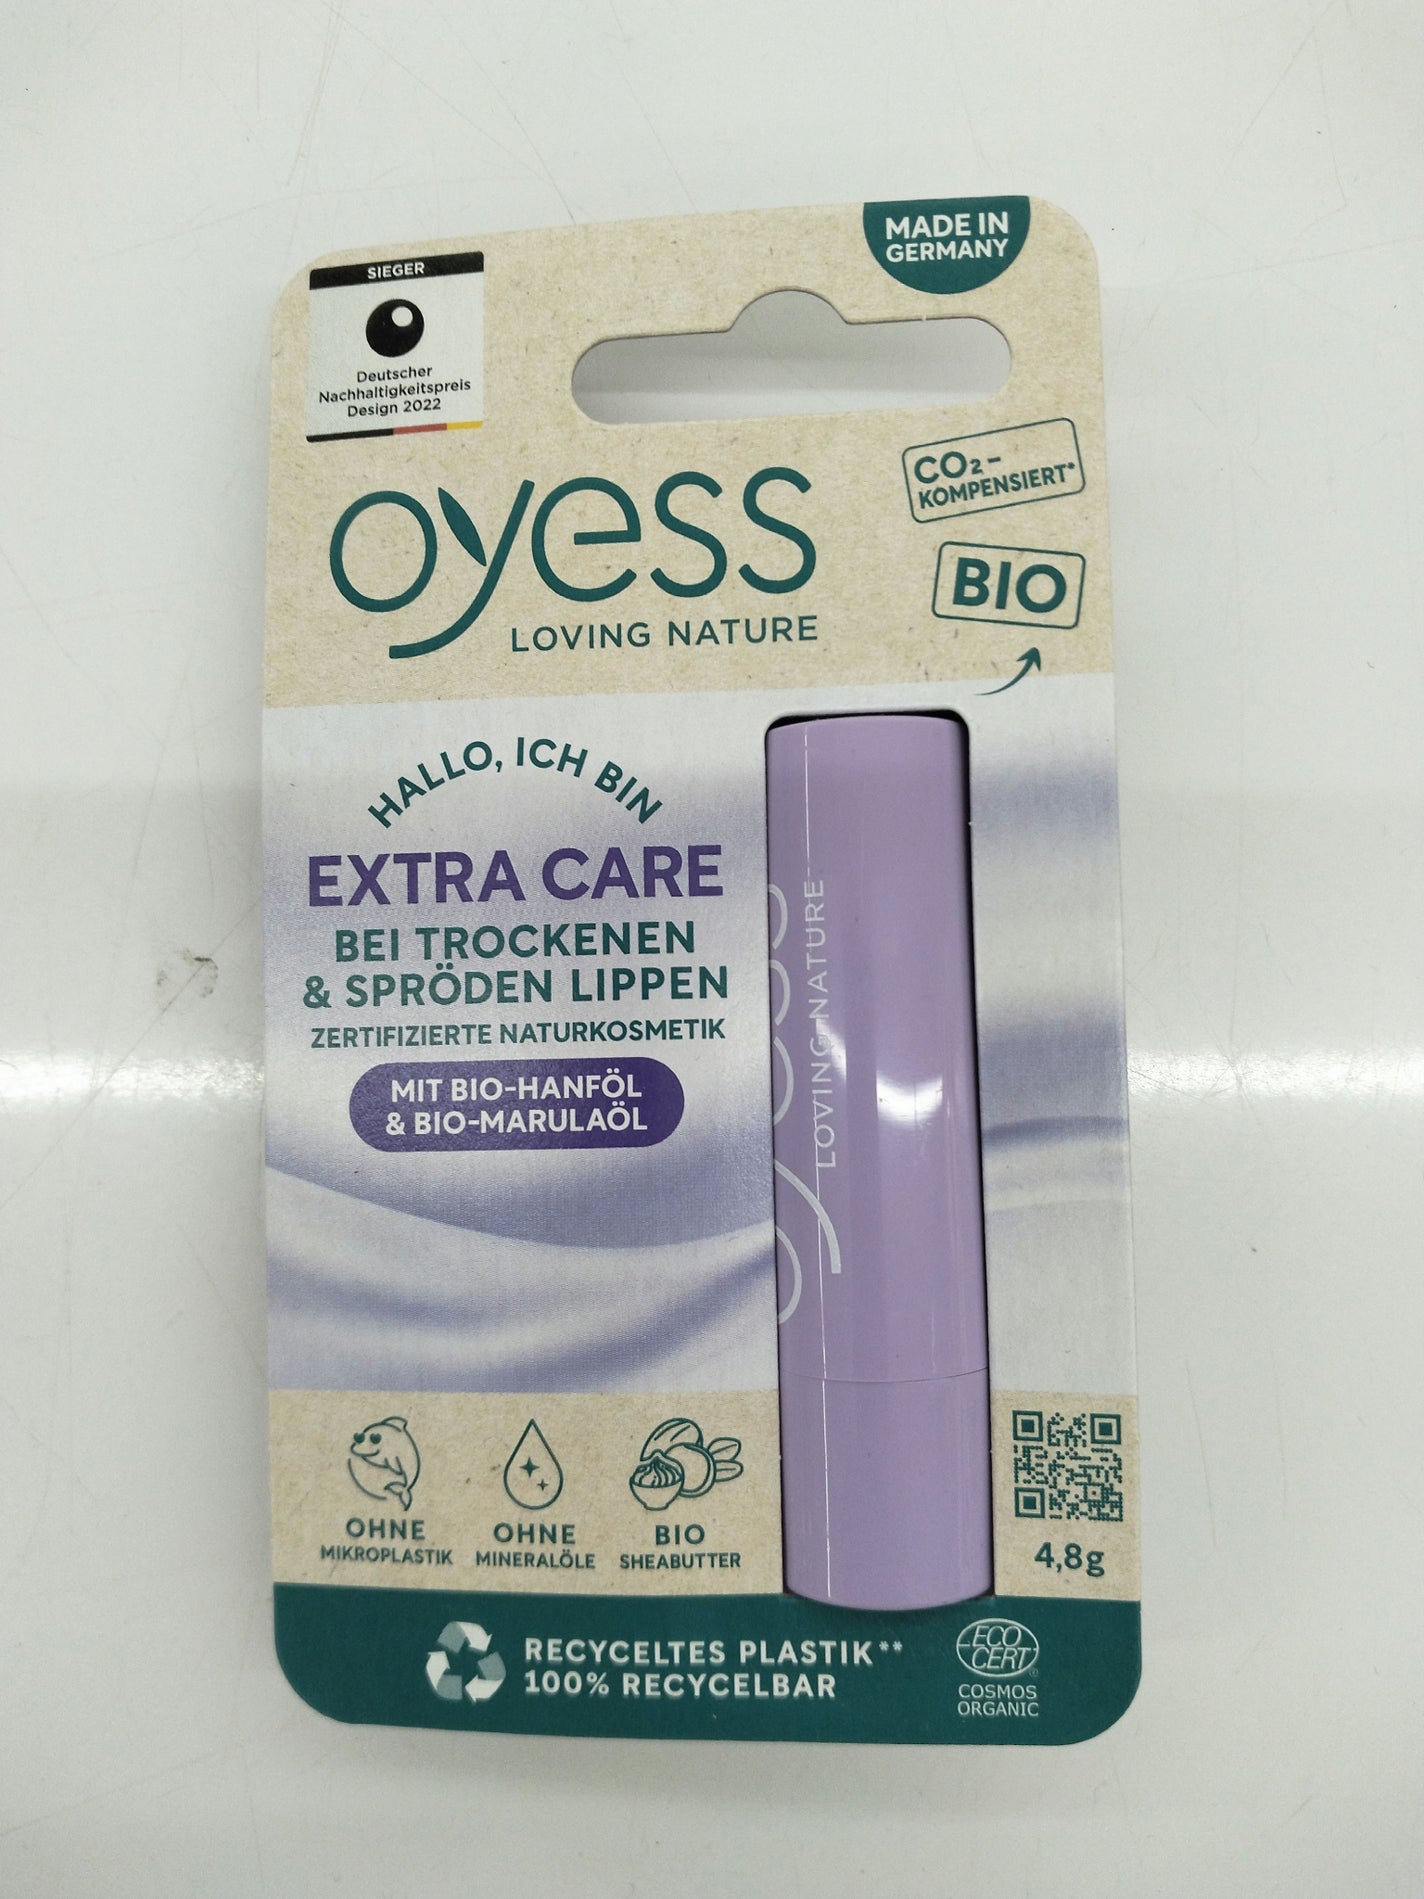 MADE IN
GERMANY
SIEGER
Deutscher
Nachhaltigkeitspreis
Design 2022
CO₂-
KOMPENSIERT*
oyess
LOVING NATURE
BIO
HALLO, ICH BIN
EXTRA CARE
BEI TROCKENEN
& SPRÖDEN LIPPEN
ZERTIFIZIERTE NATURKOSMETIK
MIT BIO-HANFÖL
& BIO-MARULAÖL
oyess
LOVING NATURE
OHNE
MIKROPLASTIK
OHNE
MINERALÖLE
BIO
SHEABUTTER
4,8g
RECYCELTES PLASTIK**
100% RECYCELBAR
ECO
CERT®
COSMOS
ORGANIC